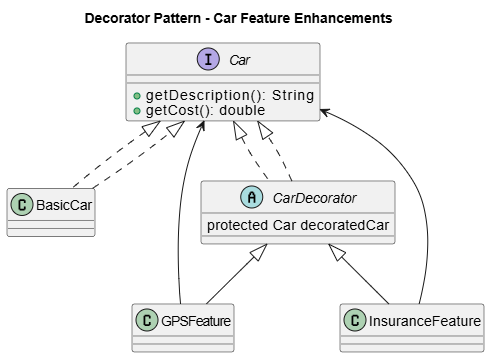 Decorator Pattern - Car Feature Enhancements
I Car
getDescription(): String
getCost(): double
C BasicCar
A CarDecorator
protected Car decoratedCar
C GPSFeature
C InsuranceFeature